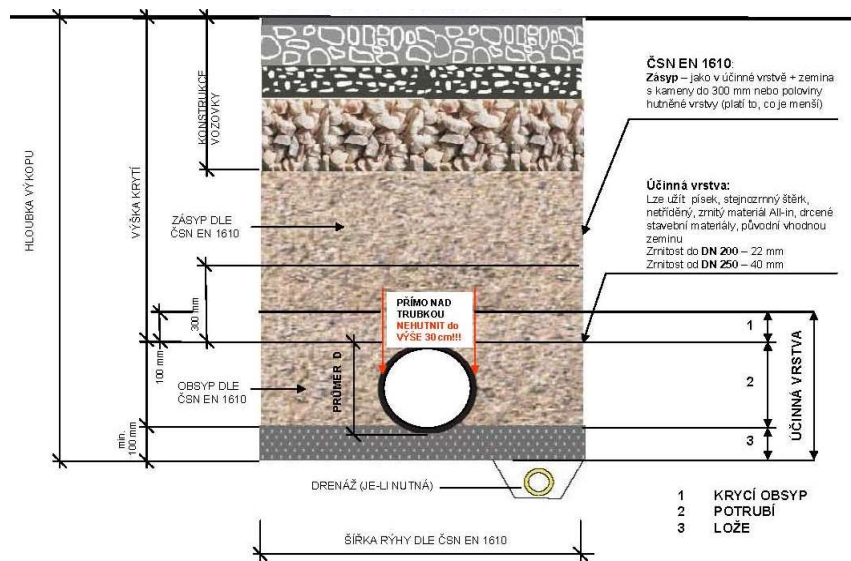 HLOUBKA VÝKOPU
VÝŠKA KRYTÍ
KONSTRUKCE
VOZOVKY
ČSN EN 1610:
Zásyp – jako v účinné vrstvě + zemina
s kameny do 300 mm nebo poloviny
hutněné vrstvy (platí to, co je menší)
Účinná vrstva:
Lze užít písek, stejnozrnný štěrk,
netříděný, zrnitý materiál All-in, drcené
stavební materiály, původní vhodnou
zeminu
Zrnitost do DN 200 – 22 mm
Zrnitost od DN 250 – 40 mm
ZÁSYP DLE
ČSN EN 1610
300 mm
100 mm
PŘÍMO NAD
TRUBKOU
NEHUTNIT do
VÝŠE 30 cm!!!
OBSYP DLE
ČSN EN 1610
PRŮMĚR D
min.
100 mm
1
2
3
ÚČINNÁ VRSTVA
DRENÁŽ (JE-LI NUTNÁ)
1 KRYCÍ OBSYP
2 POTRUBÍ
3 LOŽE
ŠÍŘKA RÝHY DLE ČSN EN 1610